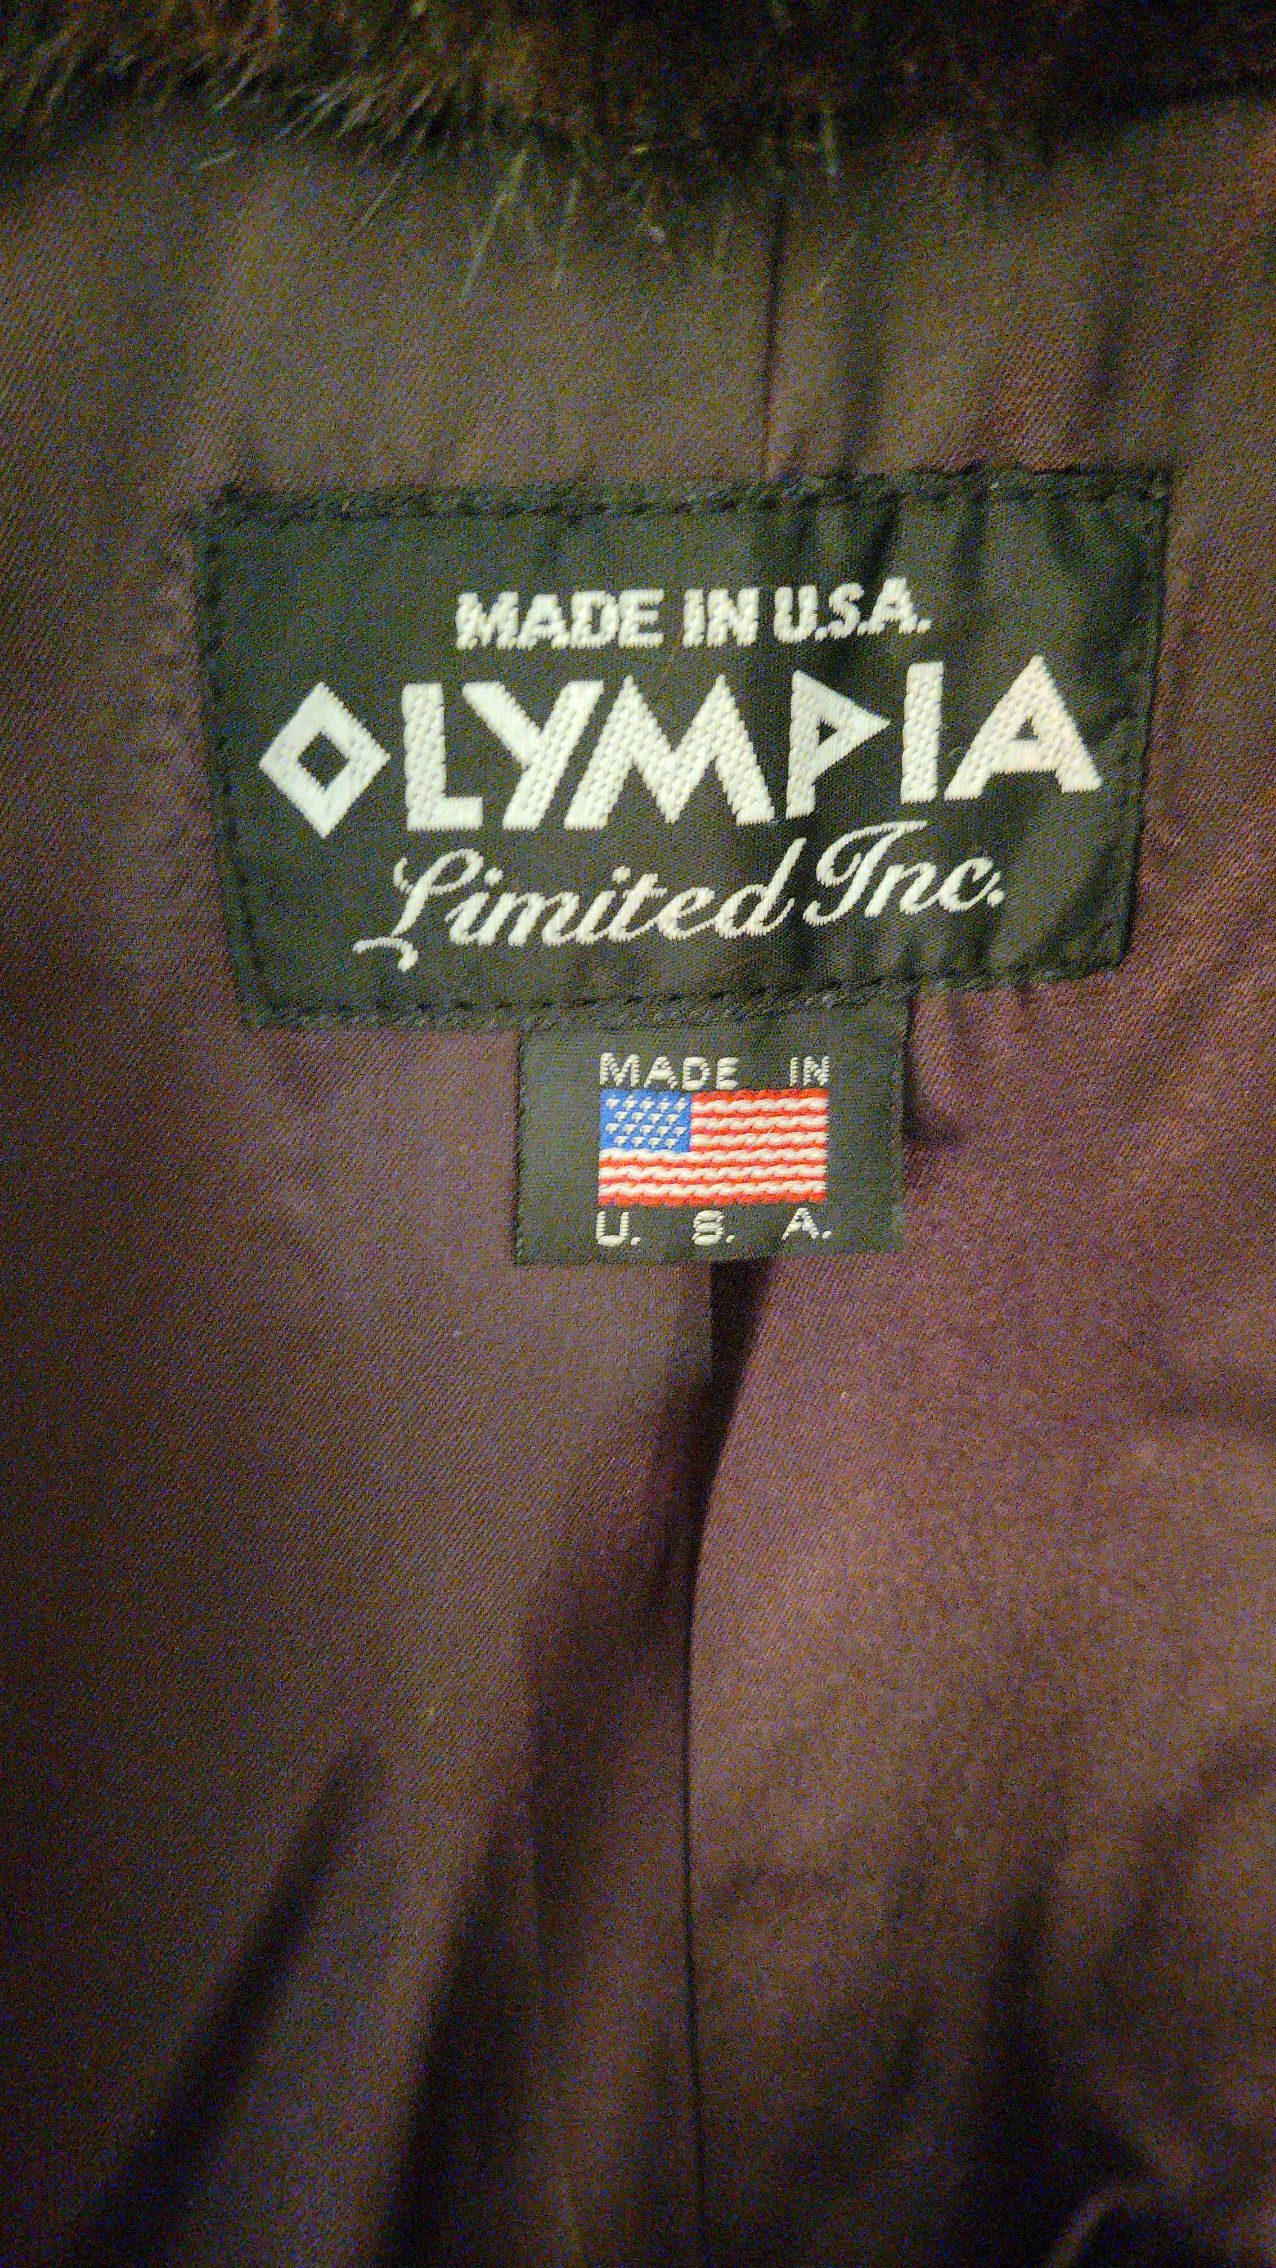 MADE IN U.S.A.
OLYMPIA
Limited Inc.
MADE IN
U. S. A.